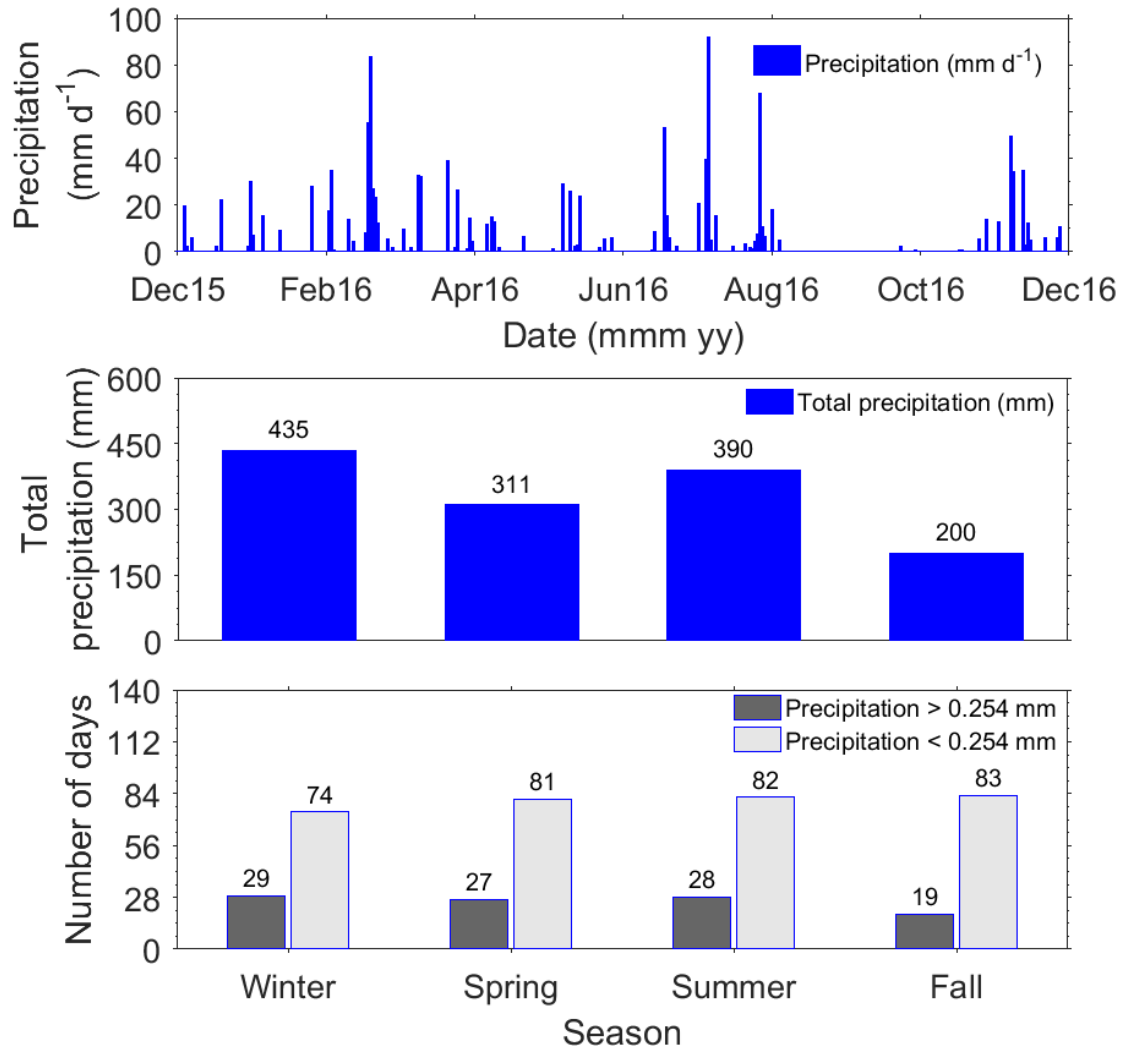 Precipitation
(mm d-1)
100
80
60
40
20
0
Precipitation (mm d-1)
Dec15 Feb16 Apr16 Jun16 Aug16 Oct16 Dec16
Date (mmm yy)
Total
precipitation (mm)
600
450
300
150
0
Total precipitation (mm)
435 311 390 200
Number of days
140
112
84
56
28
0
Precipitation > 0.254 mm
Precipitation < 0.254 mm
29 74 27 81 28 82 19 83
Winter Spring Summer Fall
Season